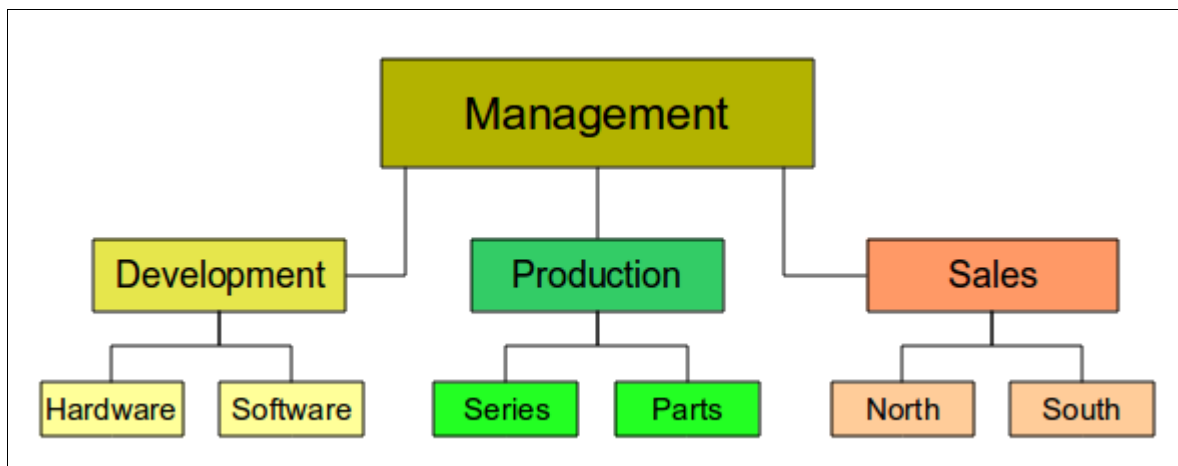 Management
Development
Production
Sales
Hardware
Software
Series
Parts
North
South